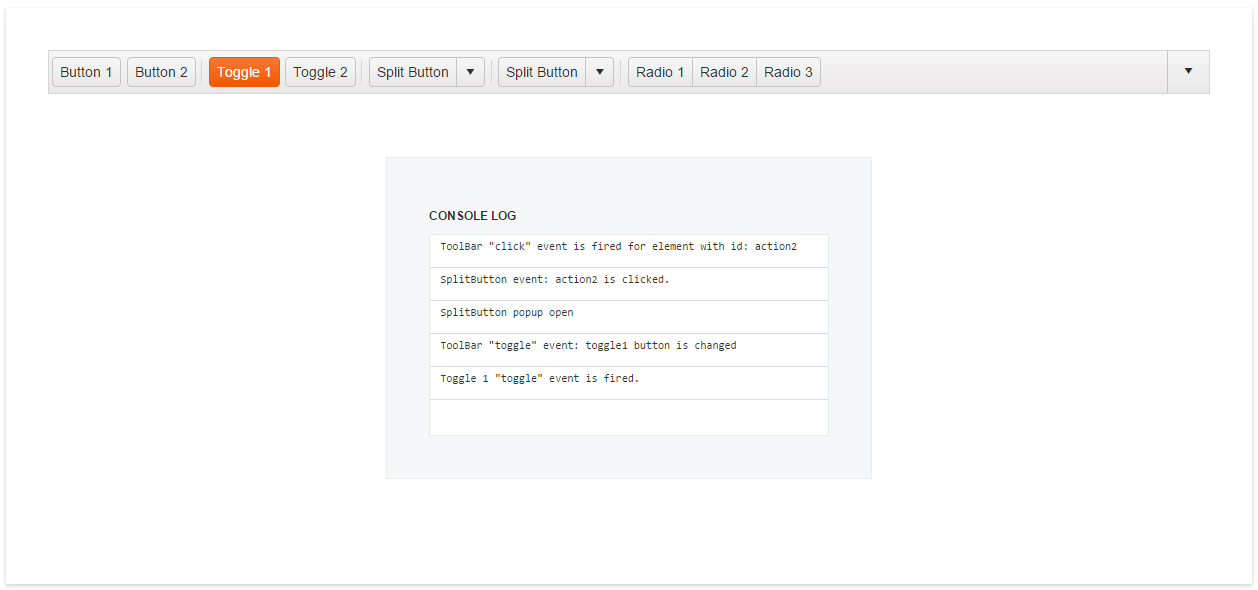 Button 1 Button 2 Toggle 1 Toggle 2 Split Button Split Button Radio 1 Radio 2 Radio 3
CONSOLE LOG
ToolBar "click" event is fired for element with id: action2
SplitButton event: action2 is clicked.
SplitButton popup open
ToolBar "toggle" event: toggle1 button is changed
Toggle 1 "toggle" event is fired.